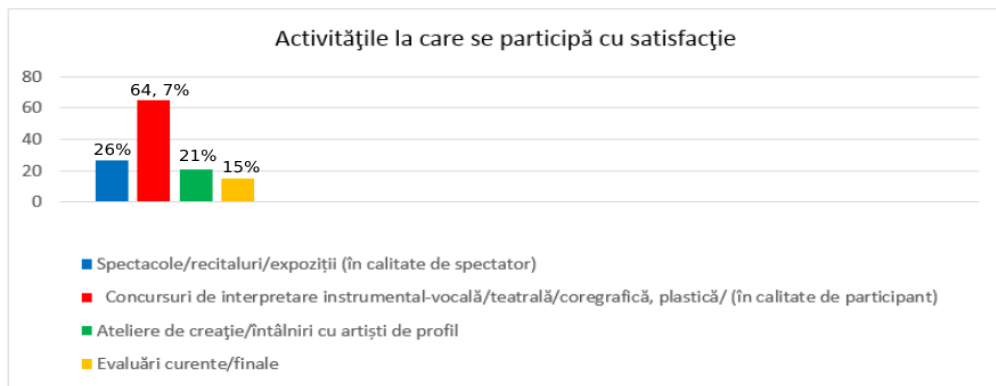 Activităţile la care se participă cu satisfacţie
80
60
40
20
0
26%
64, 7%
21%
15%
Spectacole/recitaluri/expoziții (în calitate de spectator)
Concursuri de interpretare instrumental-vocală/teatrală/coregrafică, plastică/ (în calitate de participant)
Ateliere de creaţie/întâlniri cu artiști de profil
Evaluări curente/finale